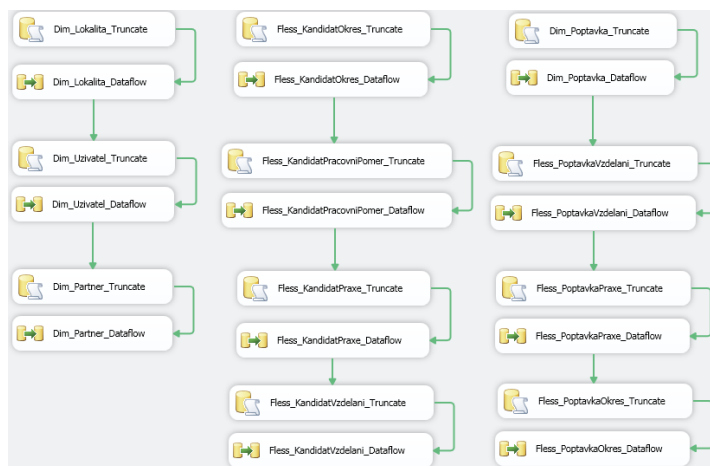 Dim_Lokalita_Truncate
Dim_Lokalita_Dataflow
Dim_Uzivatel_Truncate
Dim_Uzivatel_Dataflow
Dim_Partner_Truncate
Dim_Partner_Dataflow
Fless_KandidatOkres_Truncate
Fless_KandidatOkres_Dataflow
Fless_KandidatPracovniPomer_Truncate
Fless_KandidatPracovniPomer_Dataflow
Fless_KandidatPraxe_Truncate
Fless_KandidatPraxe_Dataflow
Fless_KandidatVzdelani_Truncate
Fless_KandidatVzdelani_Dataflow
Dim_Poptavka_Truncate
Dim_Poptavka_Dataflow
Fless_PoptavkaVzdelani_Truncate
Fless_PoptavkaVzdelani_Dataflow
Fless_PoptavkaPraxe_Truncate
Fless_PoptavkaPraxe_Dataflow
Fless_PoptavkaOkres_Truncate
Fless_PoptavkaOkres_Dataflow